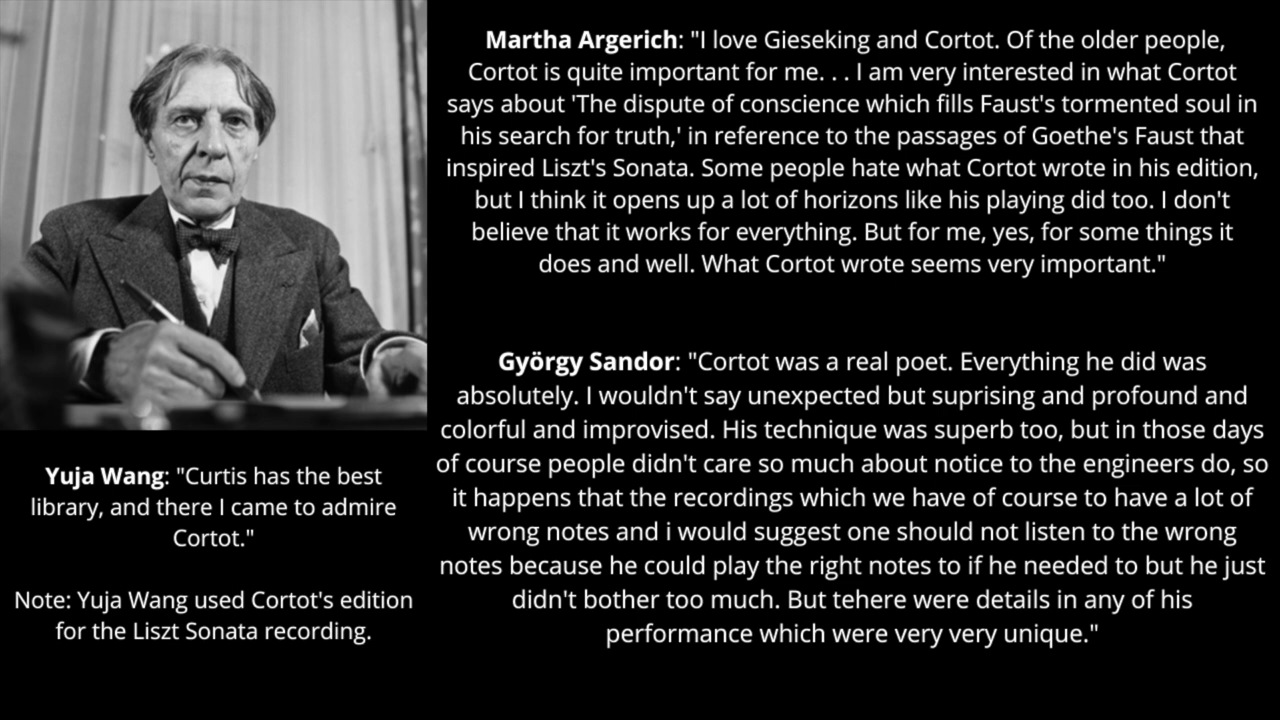 Martha Argerich: "I love Gieseking and Cortot. Of the older people,
Cortot is quite important for me. . . I am very interested in what Cortot
says about 'The dispute of conscience which fills Faust's tormented soul in
his search for truth,' in reference to the passages of Goethe's Faust that
inspired Liszt's Sonata. Some people hate what Cortot wrote in his edition,
but I think it opens up a lot of horizons like his playing did too. I don't
believe that it works for everything. But for me, yes, for some things it
does and well. What Cortot wrote seems very important."
György Sandor: "Cortot was a real poet. Everything he did was
absolutely. I wouldn't say unexpected but suprising and profound and
colorful and improvised. His technique was superb too, but in those days
of course people didn't care so much about notice to the engineers do, so
it happens that the recordings which we have of course to have a lot of
wrong notes and i would suggest one should not listen to the wrong
notes because he could play the right notes to if he needed to but he just
didn't bother too much. But tehere were details in any of his
performance which were very very unique."
Yuja Wang: "Curtis has the best
library, and there I came to admire
Cortot."
Note: Yuja Wang used Cortot's edition
for the Liszt Sonata recording.